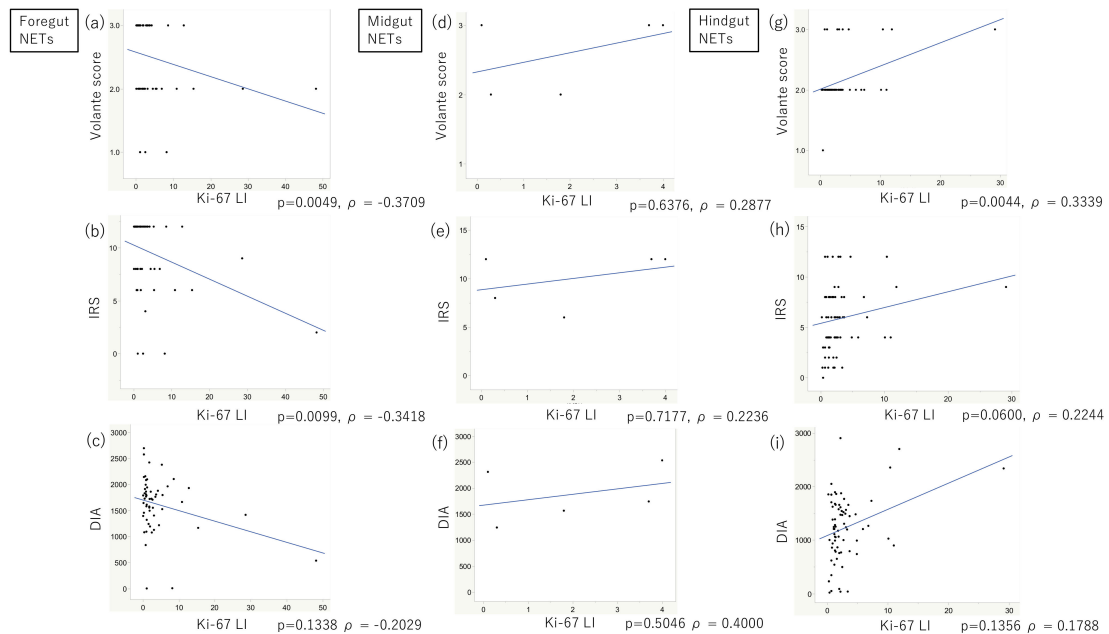 Foregut
NETs
(a)
Volante score
3.0
2.0
1.0
0 10 20 30 40 50
Ki-67 LI
p=0.0049, ρ = -0.3709
Midgut
NETs
(d)
Volante score
3
2
1
0 1 2 3 4
Ki-67 LI
p=0.6376, ρ = 0.2877
Hindgut
NETs
(g)
Volante score
3.0
2.0
1.0
0 10 20 30
Ki-67 LI
p=0.0044, ρ = 0.3339
(b)
IRS
10
5
0
0 10 20 30 40 50
Ki-67 LI
p=0.0099, ρ = -0.3418
(e)
IRS
15
10
5
0
0 1 2 3 4
Ki-67 LI
p=0.7177, ρ = 0.2236
(h)
IRS
15
10
5
0
0 10 20 30
Ki-67 LI
p=0.0600, ρ = 0.2244
(c)
DIA
3000
2500
2000
1500
1000
500
0
0 10 20 30 40 50
Ki-67 LI
p=0.1338 ρ = -0.2029
(f)
DIA
3000
2500
2000
1500
1000
500
0
0 1 2 3 4
Ki-67 LI
p=0.5046 ρ = 0.4000
(i)
DIA
3000
2000
1000
0
0 10 20 30
Ki-67 LI
p=0.1356 ρ = 0.1788